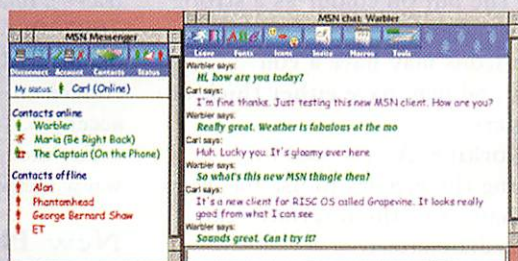 MSN Messenger
Disconnect Account Contacts Status
My status: Carl (Online)
Contacts online
Warbler
Maria (Be Right Back)
The Captain (On the Phone)
Contacts offline
Alan
Phantomhead
George Bernard Shaw
ET
MSN chat: Warbler
Leave Fonts Icons Invite Macros Tools
Warbler says:
Hi, how are you today?
Carl says:
I'm fine thanks. Just testing this new MSN client. How are you?
Warbler says:
Really great. Weather is fabulous at the mo
Carl says:
Huh. Lucky you. It's gloomy over here
Warbler says:
So what's this new MSN thingie then?
Carl says:
It's a new client for RISC OS called Grapevine. It looks really
good from what I can see
Warbler says:
Sounds great. Can I try it?